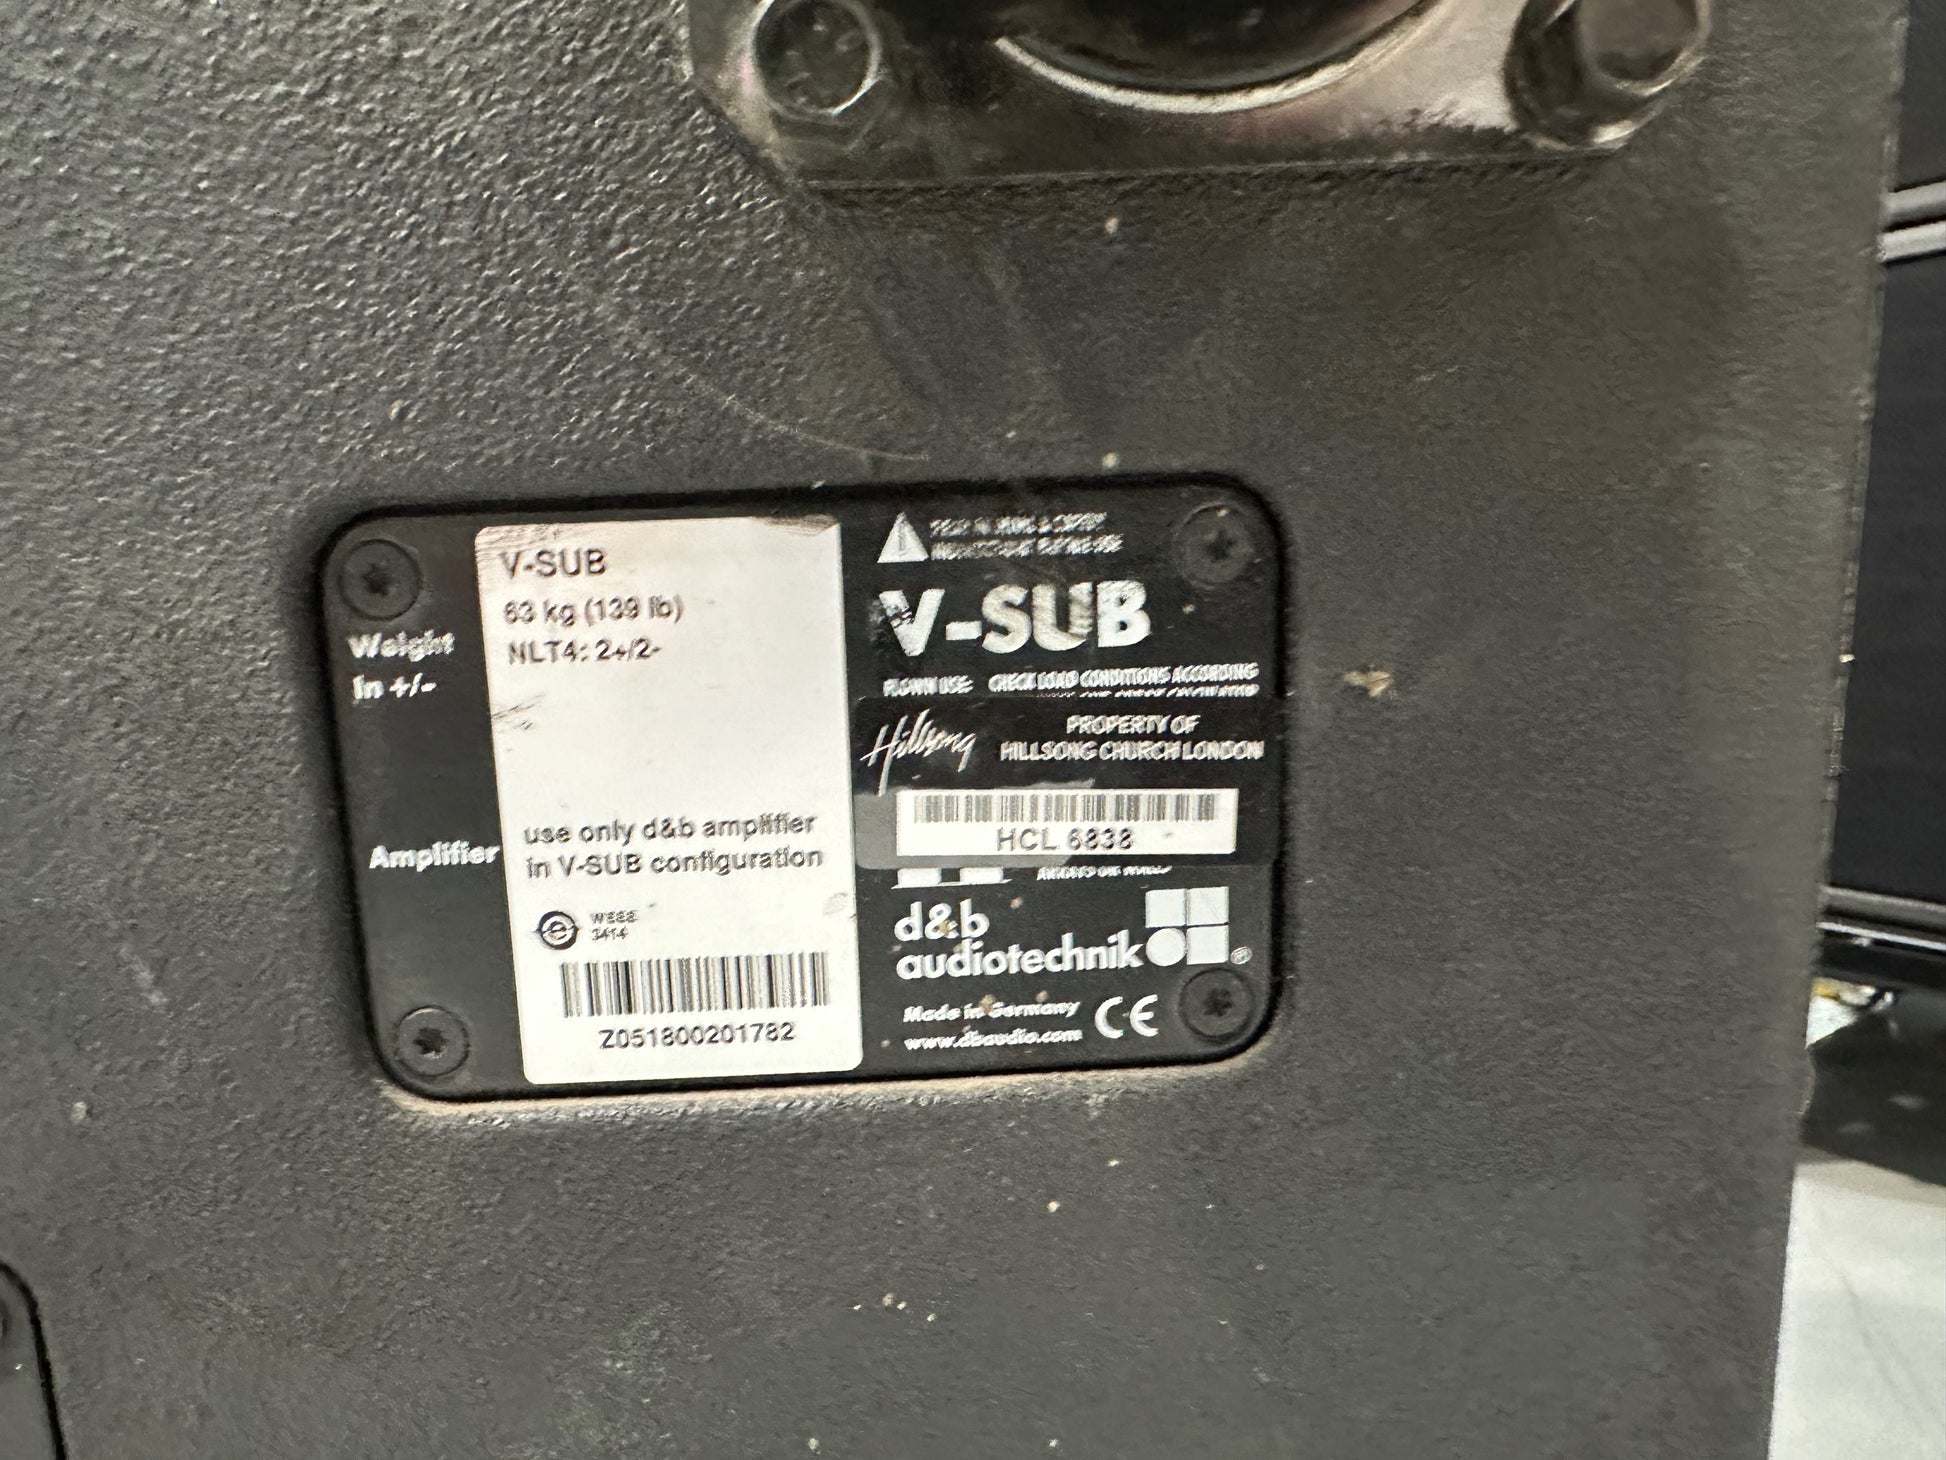 V-SUB
Weight 63 kg (139 lb)
In +/- NLT4: 2+/2-
Amplifier use only d&b amplifier
in V-SUB configuration
WEEE
3414
Z051800201782
V-SUB
FLOWN USE: CHECK LOAD CONDITIONS ACCORDING
Hillsong
PROPERTY OF
HILLSONG CHURCH LONDON
HCL 6838
d&b
audiotechnik ®
Made in Germany
www.dbaudio.com CE